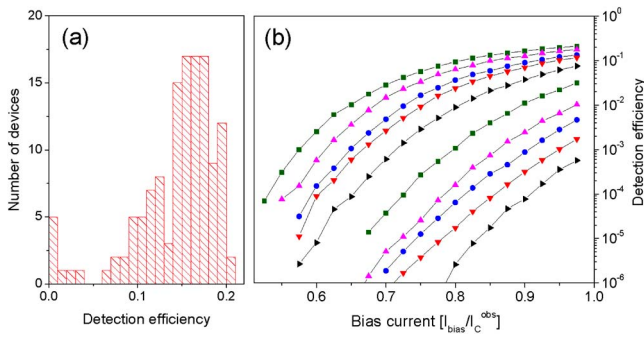 (a)
20
15
10
5
0
Number of devices
0.0 0.1 0.2
Detection efficiency
(b)
10^0
10^-1
10^-2
10^-3
10^-4
10^-5
10^-6
Detection efficiency
0.6 0.7 0.8 0.9 1.0
Bias current [I_bias/I_C^obs]